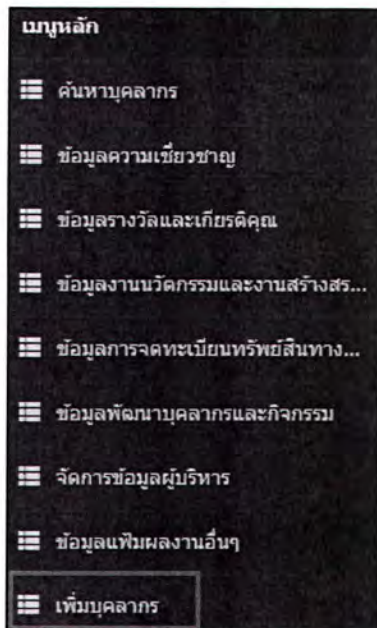 เมนูหลัก
ค้นหาบุคลากร
ข้อมูลความเชี่ยวชาญ
ข้อมูลรางวัลและเกียรติคุณ
ข้อมูลงานนวัตกรรมและงานสร้างสร...
ข้อมูลการจดทะเบียนทรัพย์สินทาง...
ข้อมูลพัฒนาบุคลากรและกิจกรรม
จัดการข้อมูลผู้บริหาร
ข้อมูลแฟ้มผลงานอื่นๆ
เพิ่มบุคลากร